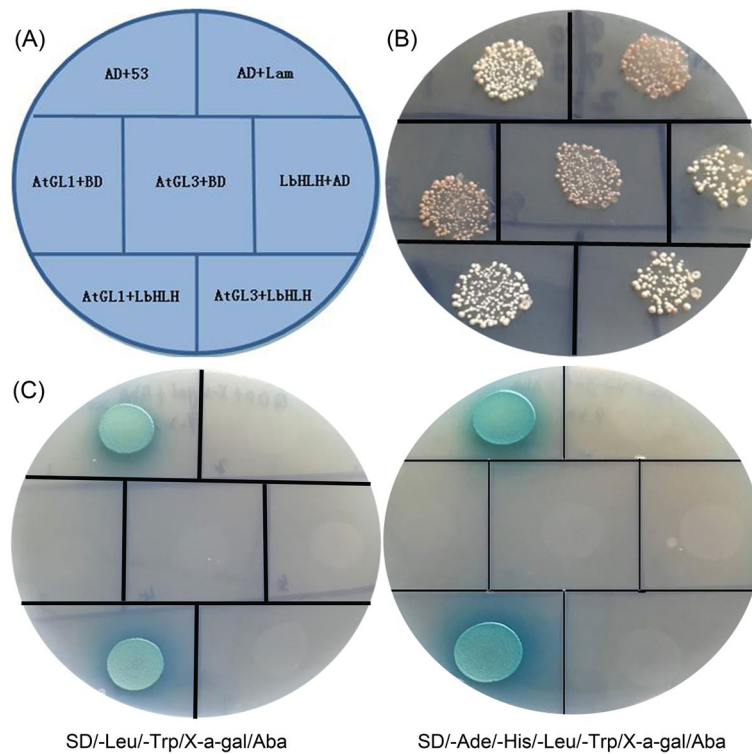 (A)
AD+53
AD+Lam
AtGL1+BD
AtGL3+BD
LbHLH+AD
AtGL1+LbHLH
AtGL3+LbHLH
(B)
(C)
SD/-Leu/-Trp/X-a-gal/Aba
SD/-Ade/-His/-Leu/-Trp/X-a-gal/Aba